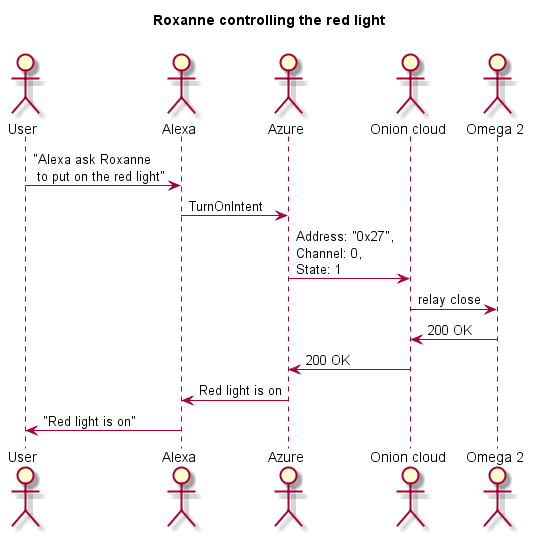 Roxanne controlling the red light
User Alexa Azure Onion cloud Omega 2
"Alexa ask Roxanne
to put on the red light"
TurnOnIntent
Address: "0x27",
Channel: 0,
State: 1
relay close
200 OK
200 OK
Red light is on
"Red light is on"
User Alexa Azure Onion cloud Omega 2